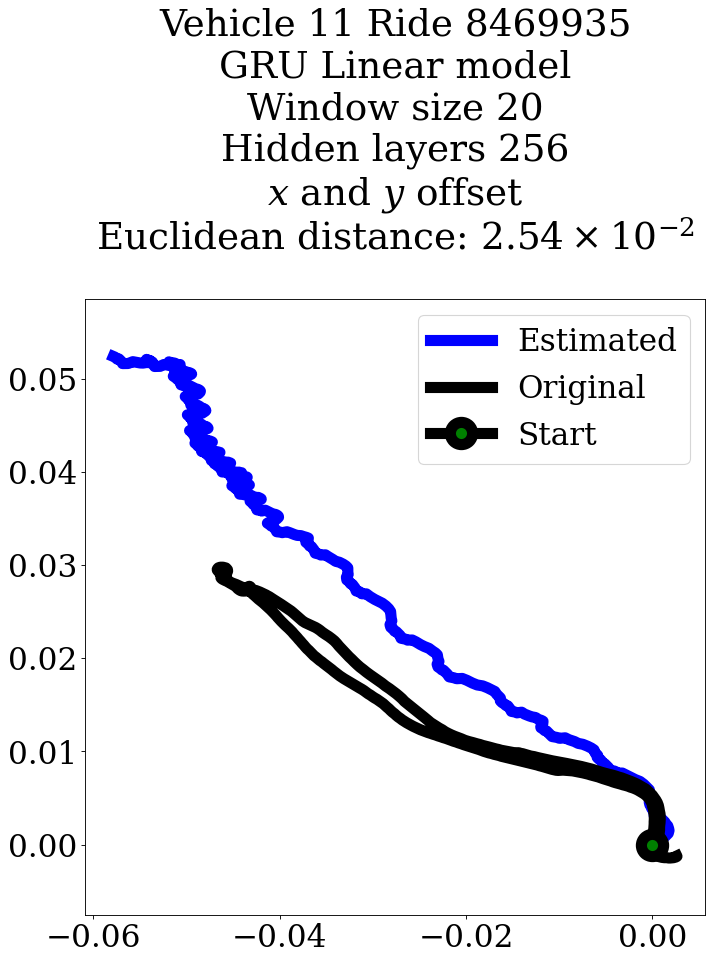 Vehicle 11 Ride 8469935
GRU Linear model
Window size 20
Hidden layers 256
x and y offset
Euclidean distance: 2.54 × 10⁻²
Estimated
Original
Start
0.05
0.04
0.03
0.02
0.01
0.00
−0.06 −0.04 −0.02 0.00